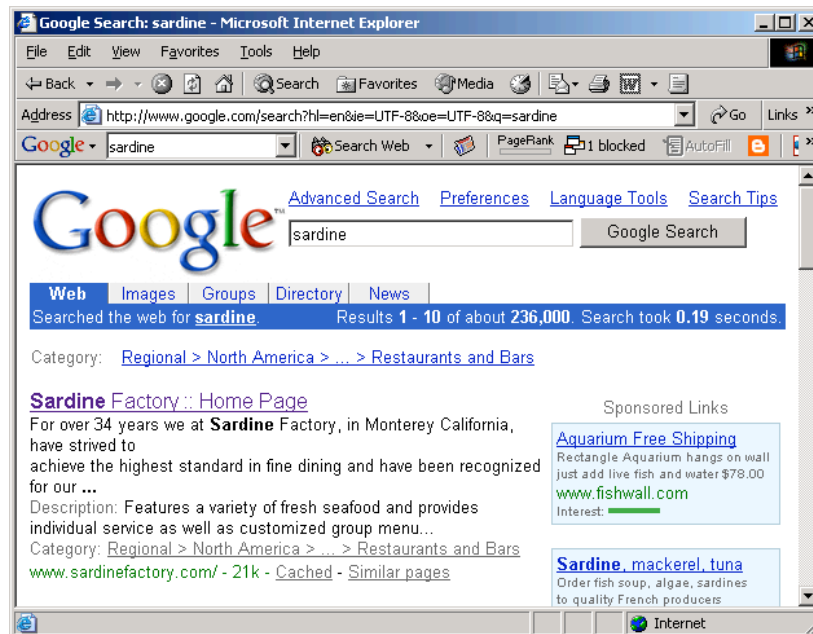 Google Search: sardine - Microsoft Internet Explorer
File Edit View Favorites Tools Help
Back Search Favorites Media
Address http://www.google.com/search?hl=en&ie=UTF-8&oe=UTF-8&q=sardine Go Links »
Google sardine Search Web PageRank 1 blocked AutoFill »
Advanced Search Preferences Language Tools Search Tips
Google™ sardine Google Search
Web Images Groups Directory News
Searched the web for sardine. Results 1 - 10 of about 236,000. Search took 0.19 seconds.
Category: Regional > North America > ... > Restaurants and Bars
Sardine Factory :: Home Page
For over 34 years we at Sardine Factory, in Monterey California,
have strived to
achieve the highest standard in fine dining and have been recognized
for our ...
Description: Features a variety of fresh seafood and provides
individual service as well as customized group menu...
Category: Regional > North America > ... > Restaurants and Bars
www.sardinefactory.com/ - 21k - Cached - Similar pages
Sponsored Links
Aquarium Free Shipping
Rectangle Aquarium hangs on wall
just add live fish and water $78.00
www.fishwall.com
Interest:
Sardine, mackerel, tuna
Order fish soup, algae, sardines
to quality French producers
Internet